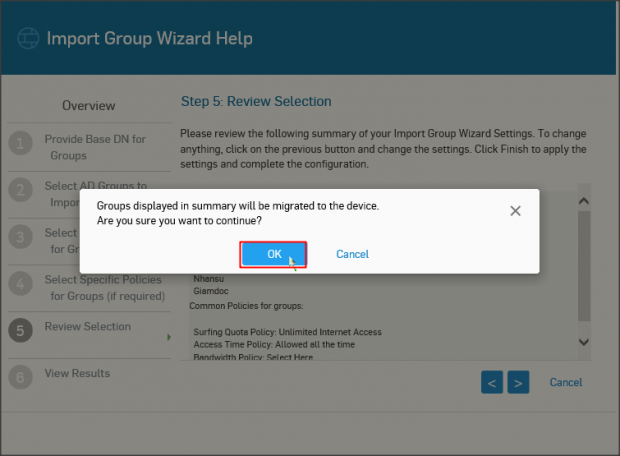 Import Group Wizard Help
Overview
1
Provide Base DN for
Groups
2
Select AD Groups to
Impor
3
Select
for Gr
4
Select Specific Policies
for Groups (if required)
5
Review Selection
6
View Results
Step 5: Review Selection
Please review the following summary of your Import Group Wizard Settings. To change
anything, click on the previous button and change the settings. Click Finish to apply the
settings and complete the configuration.
Groups displayed in summary will be migrated to the device.
Are you sure you want to continue?
OK
Cancel
Nhansu
Giamdoc
Common Policies for groups:
Surfing Quota Policy: Unlimited Internet Access
Access Time Policy: Allowed all the time
Bandwidth Policy: Select Here
< > Cancel